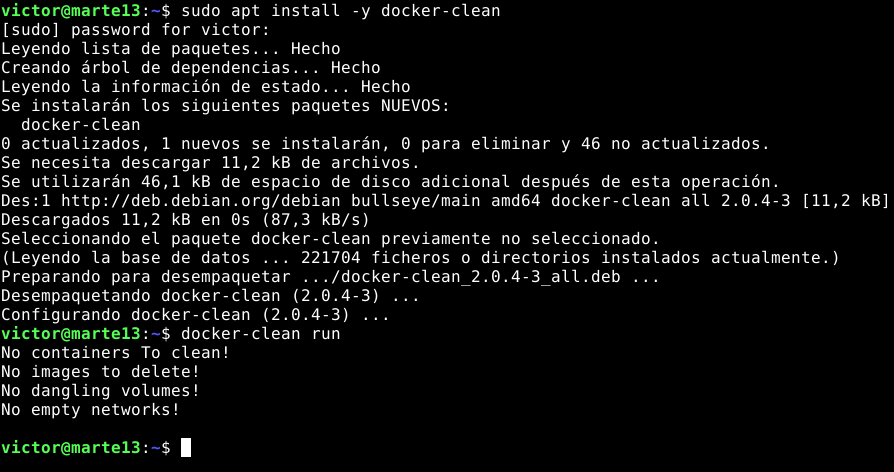 victor@marte13:~$ sudo apt install -y docker-clean
[sudo] password for victor:
Leyendo lista de paquetes... Hecho
Creando árbol de dependencias... Hecho
Leyendo la información de estado... Hecho
Se instalarán los siguientes paquetes NUEVOS:
  docker-clean
0 actualizados, 1 nuevos se instalarán, 0 para eliminar y 46 no actualizados.
Se necesita descargar 11,2 kB de archivos.
Se utilizarán 46,1 kB de espacio de disco adicional después de esta operación.
Des:1 http://deb.debian.org/debian bullseye/main amd64 docker-clean all 2.0.4-3 [11,2 kB]
Descargados 11,2 kB en 0s (87,3 kB/s)
Seleccionando el paquete docker-clean previamente no seleccionado.
(Leyendo la base de datos ... 221704 ficheros o directorios instalados actualmente.)
Preparando para desempaquetar .../docker-clean_2.0.4-3_all.deb ...
Desempaquetando docker-clean (2.0.4-3) ...
Configurando docker-clean (2.0.4-3) ...
victor@marte13:~$ docker-clean run
No containers To clean!
No images to delete!
No dangling volumes!
No empty networks!
victor@marte13:~$